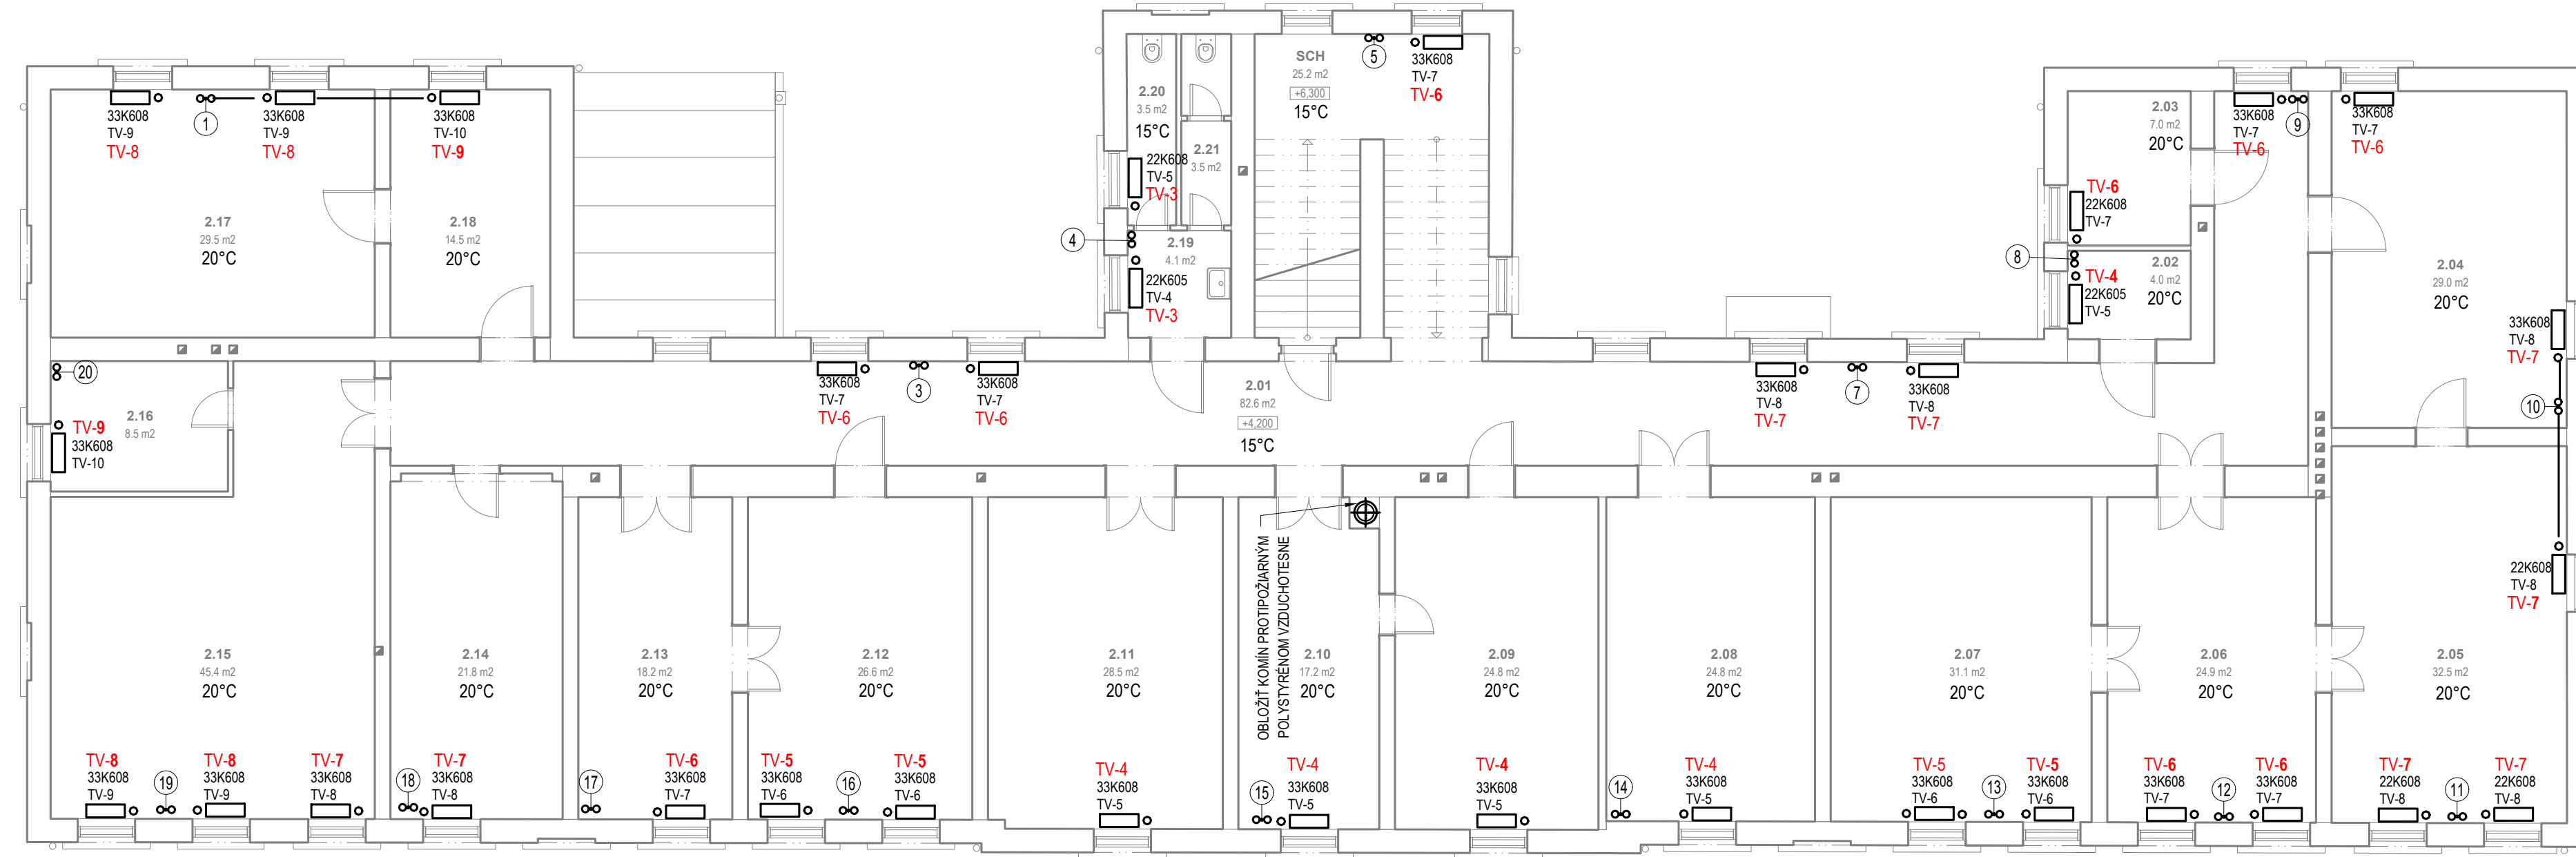 33K608
TV-9
TV-8
1
33K608
TV-9
TV-8
33K608
TV-10
TV-9
2.17
29.5 m2
20°C
2.18
14.5 m2
20°C
20
2.16
8.5 m2
TV-9
33K608
TV-10
2.20
3.5 m2
15°C
22K608
TV-5
TV-3
2.21
3.5 m2
4
2.19
4.1 m2
22K605
TV-4
TV-3
SCH
25.2 m2
+6,300
15°C
5
33K608
TV-7
TV-6
33K608
TV-7
TV-6
3
33K608
TV-7
TV-6
2.01
82.6 m2
+4,200
15°C
33K608
TV-8
TV-7
7
33K608
TV-8
TV-7
2.03
7.0 m2
20°C
TV-6
22K608
TV-7
8
2.02
4.0 m2
20°C
TV-4
22K605
TV-5
33K608
TV-7
TV-6
9
33K608
TV-7
TV-6
2.04
29.0 m2
20°C
33K608
TV-8
TV-7
10
22K608
TV-8
TV-7
2.15
45.4 m2
20°C
TV-8
33K608
TV-9
19
TV-8
33K608
TV-9
TV-7
33K608
TV-8
2.14
21.8 m2
20°C
18
TV-7
33K608
TV-8
2.13
18.2 m2
20°C
17
TV-6
33K608
TV-7
2.12
26.6 m2
20°C
TV-5
33K608
TV-6
16
TV-5
33K608
TV-6
2.11
28.5 m2
20°C
TV-4
33K608
TV-5
OBLOŽIŤ KOMÍN PROTIPOŽIARNÝM
POLYSTYRÉNOM VZDUCHOTESNE
2.10
17.2 m2
20°C
15
TV-4
33K608
TV-5
2.09
24.8 m2
20°C
TV-4
33K608
TV-5
2.08
24.8 m2
20°C
14
TV-4
33K608
TV-5
2.07
31.1 m2
20°C
TV-5
33K608
TV-6
13
TV-5
33K608
TV-6
2.06
24.9 m2
20°C
TV-6
33K608
TV-7
12
TV-6
33K608
TV-7
2.05
32.5 m2
20°C
TV-7
22K608
TV-8
11
TV-7
22K608
TV-8